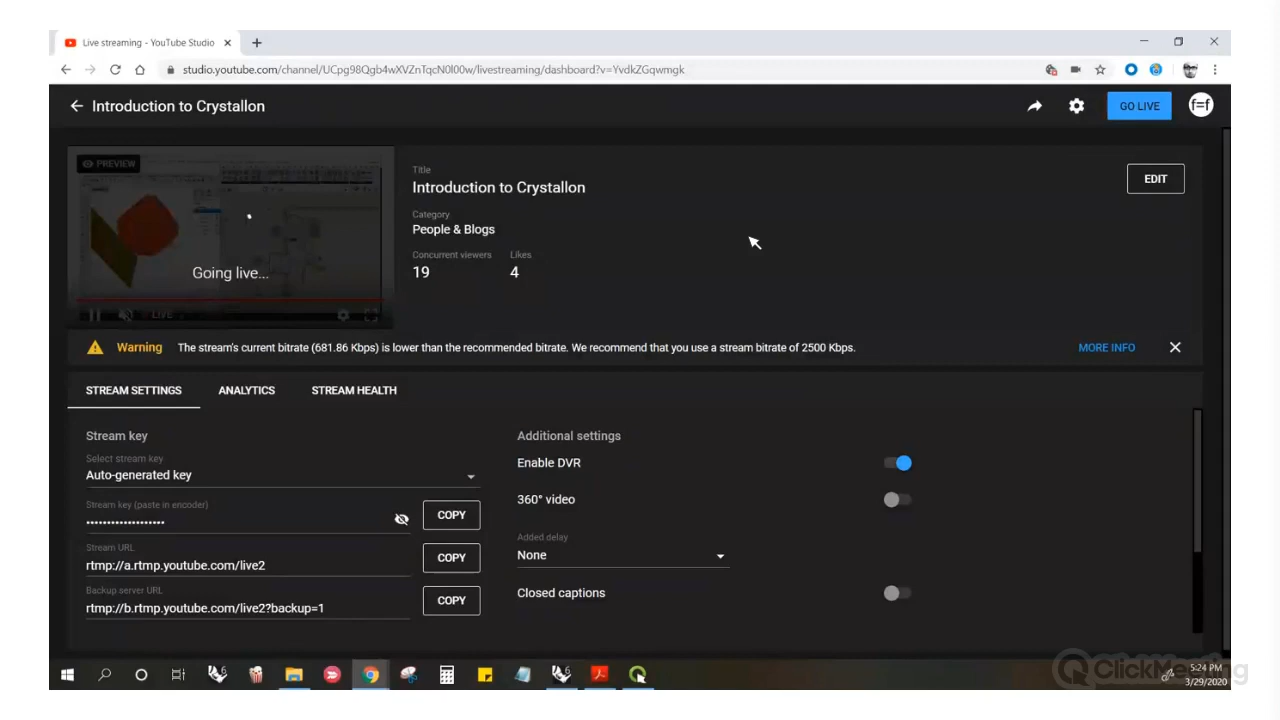 Live streaming - YouTube Studio
studio.youtube.com/channel/UCpg98Qgb4wXVZnTqcN0l00w/livestreaming/dashboard?v=YvdkZGqwmgk
Introduction to Crystallon
GO LIVE
f=f
PREVIEW
Going live...
LIVE
Title
Introduction to Crystallon
EDIT
Category
People & Blogs
Concurrent viewers Likes
19 4
Warning The stream's current bitrate (681.86 Kbps) is lower than the recommended bitrate. We recommend that you use a stream bitrate of 2500 Kbps. MORE INFO
STREAM SETTINGS ANALYTICS STREAM HEALTH
Stream key
Select stream key
Auto-generated key
Stream key (paste in encoder)
•••••••••••••••••••
COPY
Stream URL
rtmp://a.rtmp.youtube.com/live2
COPY
Backup server URL
rtmp://b.rtmp.youtube.com/live2?backup=1
COPY
Additional settings
Enable DVR
360° video
Added delay
None
Closed captions
6
6
ClickMeeting
5:24 PM
3/29/2020